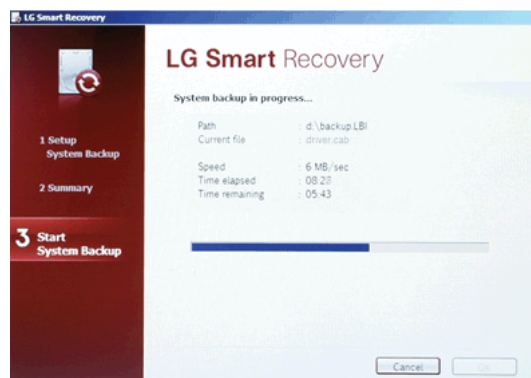 LG Smart Recovery
LG Smart Recovery
System backup in progress...
Path : d:\backup.LBI
Current file : driver.cab
1 Setup
System Backup
Speed : 6 MB/sec
Time elapsed : 08:28
2 Summary
Time remaining : 05:43
3 Start
System Backup
Cancel
OK